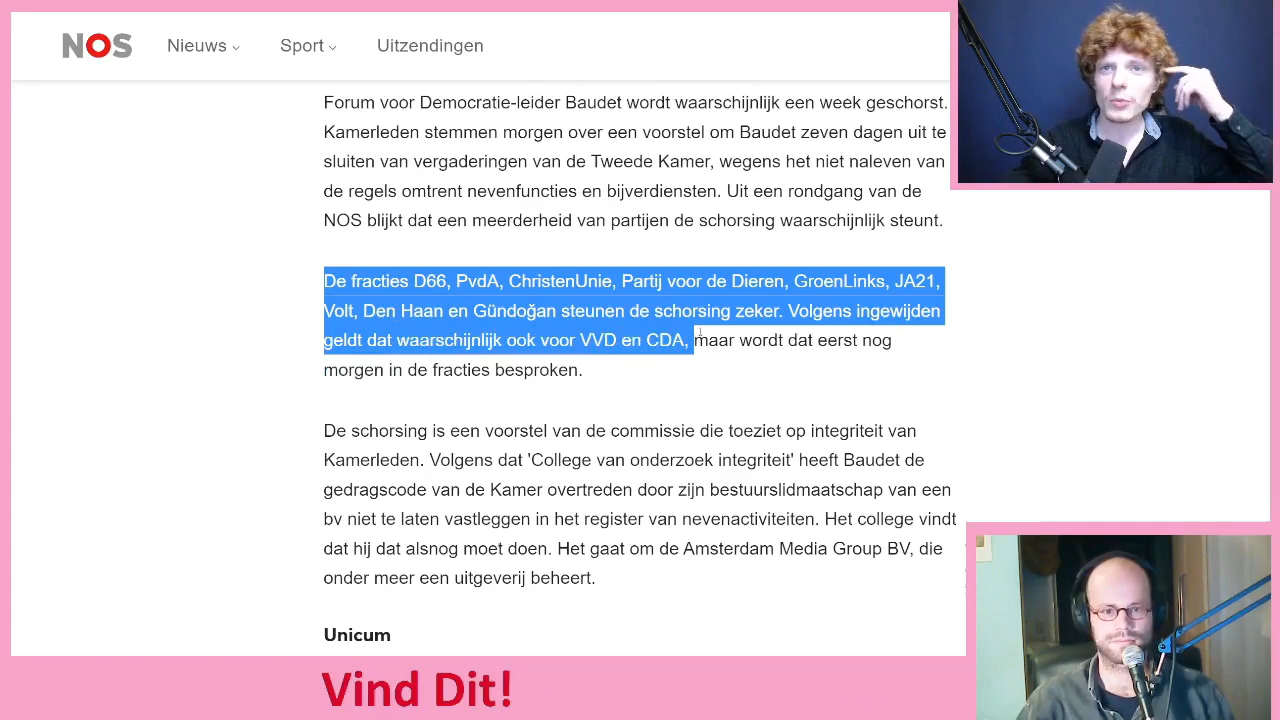 NOS
Nieuws
Sport
Uitzendingen
Forum voor Democratie-leider Baudet wordt waarschijnlijk een week geschorst.
Kamerleden stemmen morgen over een voorstel om Baudet zeven dagen uit te
sluiten van vergaderingen van de Tweede Kamer, wegens het niet naleven van
de regels omtrent nevenfuncties en bijverdiensten. Uit een rondgang van de
NOS blijkt dat een meerderheid van partijen de schorsing waarschijnlijk steunt.
De fracties D66, PvdA, ChristenUnie, Partij voor de Dieren, GroenLinks, JA21,
Volt, Den Haan en Gündoğan steunen de schorsing zeker. Volgens ingewijden
geldt dat waarschijnlijk ook voor VVD en CDA, maar wordt dat eerst nog
morgen in de fracties besproken.
De schorsing is een voorstel van de commissie die toeziet op integriteit van
Kamerleden. Volgens dat 'College van onderzoek integriteit' heeft Baudet de
gedragscode van de Kamer overtreden door zijn bestuurslidmaatschap van een
bv niet te laten vastleggen in het register van nevenactiviteiten. Het college vindt
dat hij dat alsnog moet doen. Het gaat om de Amsterdam Media Group BV, die
onder meer een uitgeverij beheert.
Unicum
Vind Dit!